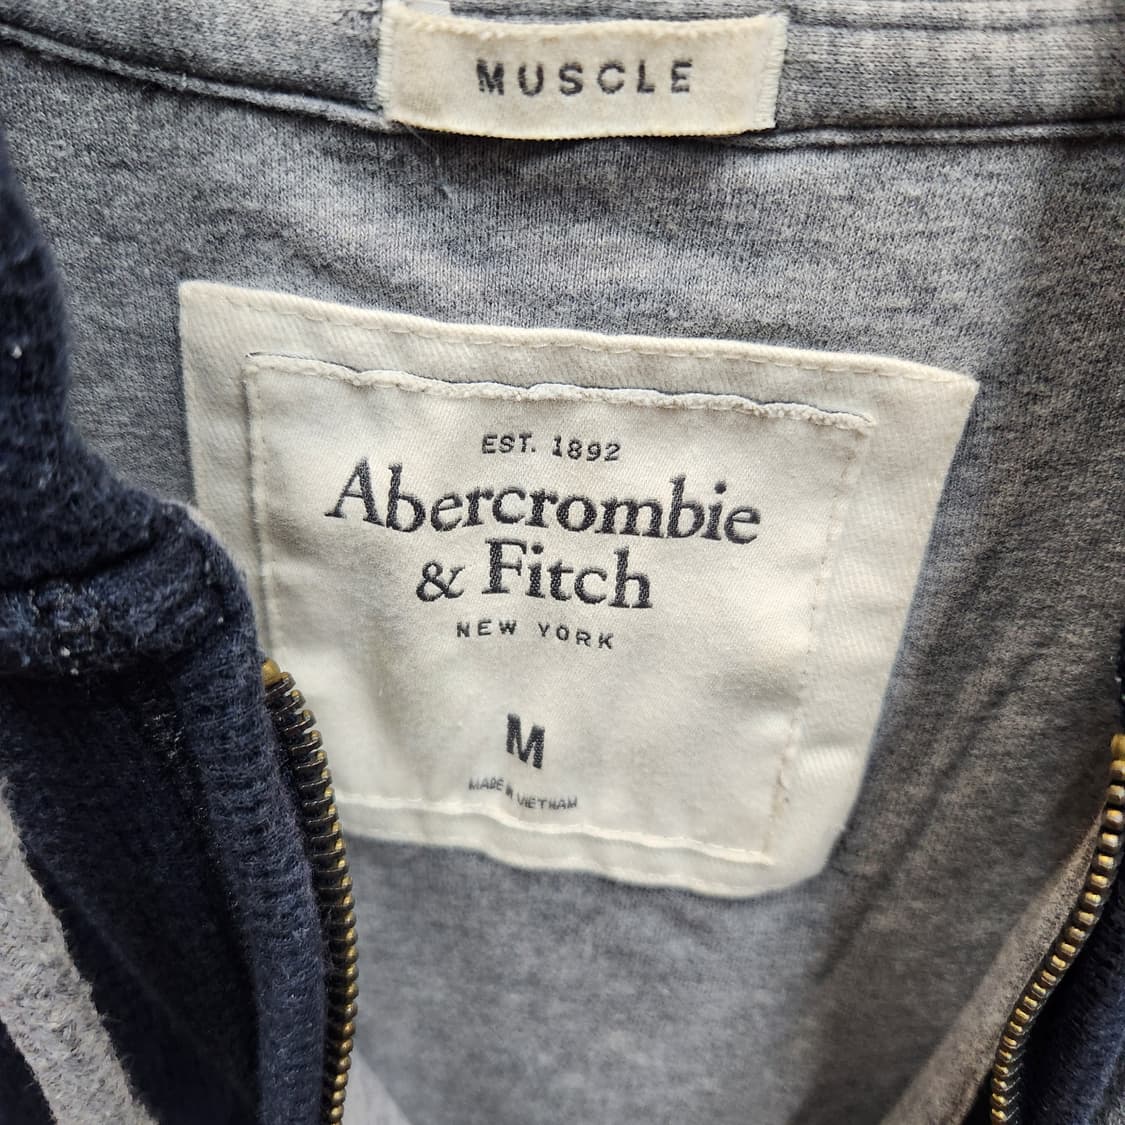 MUSCLE
EST. 1892
Abercrombie
& Fitch
NEW YORK
M
MADE IN VIETNAM